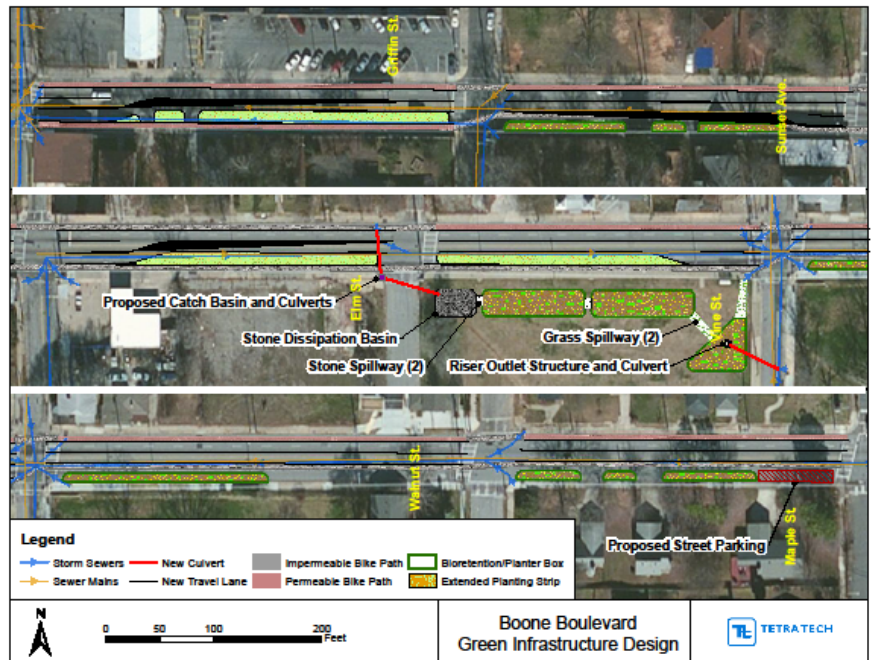 Griffin St.
Sunset Ave.
Proposed Catch Basin and Culverts
Elm St.
Stone Dissipation Basin
Stone Spillway (2)
Grass Spillway (2)
Vine St.
Riser Outlet Structure and Culvert
Walnut St.
Proposed Street Parking
Maple St.
Legend
Storm Sewers
New Culvert
Impermeable Bike Path
Bioretention/Planter Box
Sewer Mains
New Travel Lane
Permeable Bike Path
Extended Planting Strip
N
0 50 100 200
Feet
Boone Boulevard
Green Infrastructure Design
TETRATECH